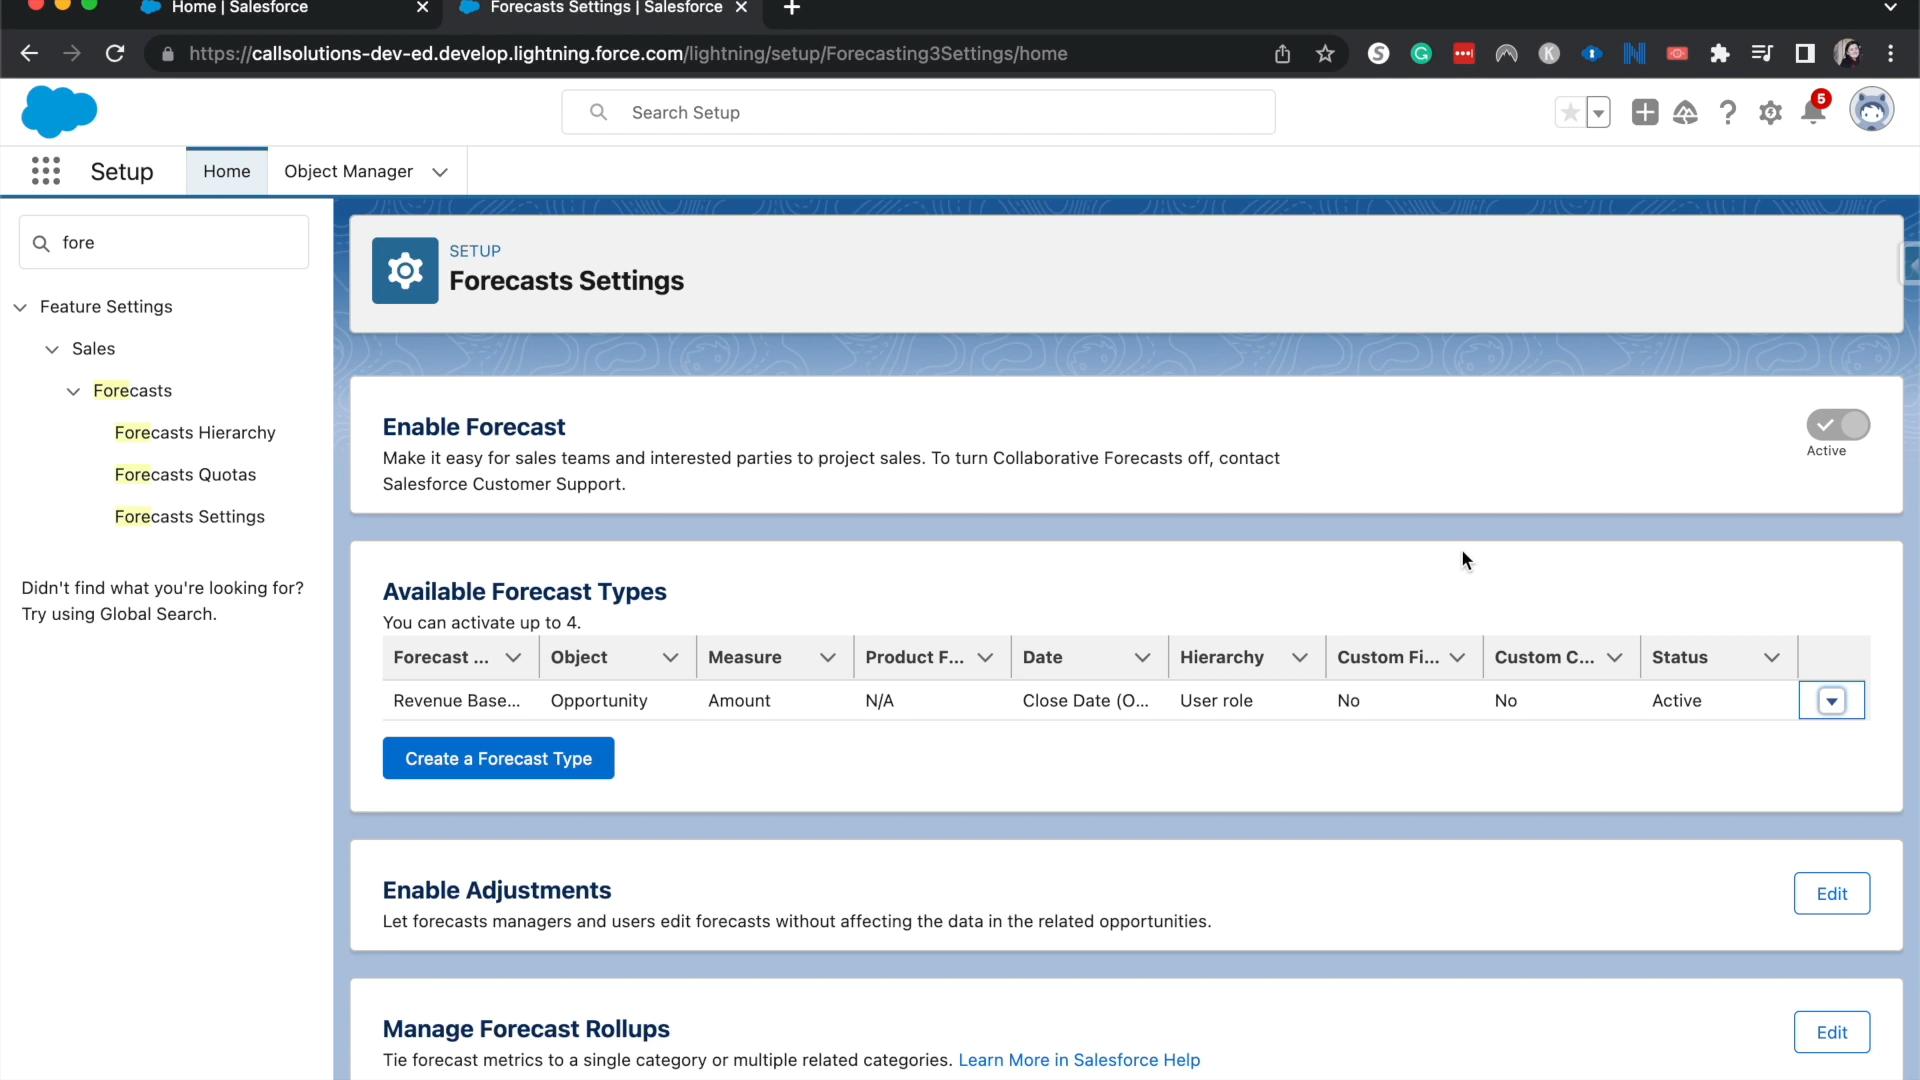 Home | Salesforce
Forecasts Settings | Salesforce
https://callsolutions-dev-ed.develop.lightning.force.com/lightning/setup/Forecasting3Settings/home
Search Setup
5
Setup
Home
Object Manager
fore
Feature Settings
Sales
Forecasts
Forecasts Hierarchy
Forecasts Quotas
Forecasts Settings
Didn't find what you're looking for?
Try using Global Search.
SETUP
Forecasts Settings
Enable Forecast
Make it easy for sales teams and interested parties to project sales. To turn Collaborative Forecasts off, contact
Salesforce Customer Support.
Active
Available Forecast Types
You can activate up to 4.
Forecast ... Object Measure Product F... Date Hierarchy Custom Fi... Custom C... Status
Revenue Base... Opportunity Amount N/A Close Date (O... User role No No Active
Create a Forecast Type
Enable Adjustments
Let forecasts managers and users edit forecasts without affecting the data in the related opportunities.
Edit
Manage Forecast Rollups
Tie forecast metrics to a single category or multiple related categories. Learn More in Salesforce Help
Edit